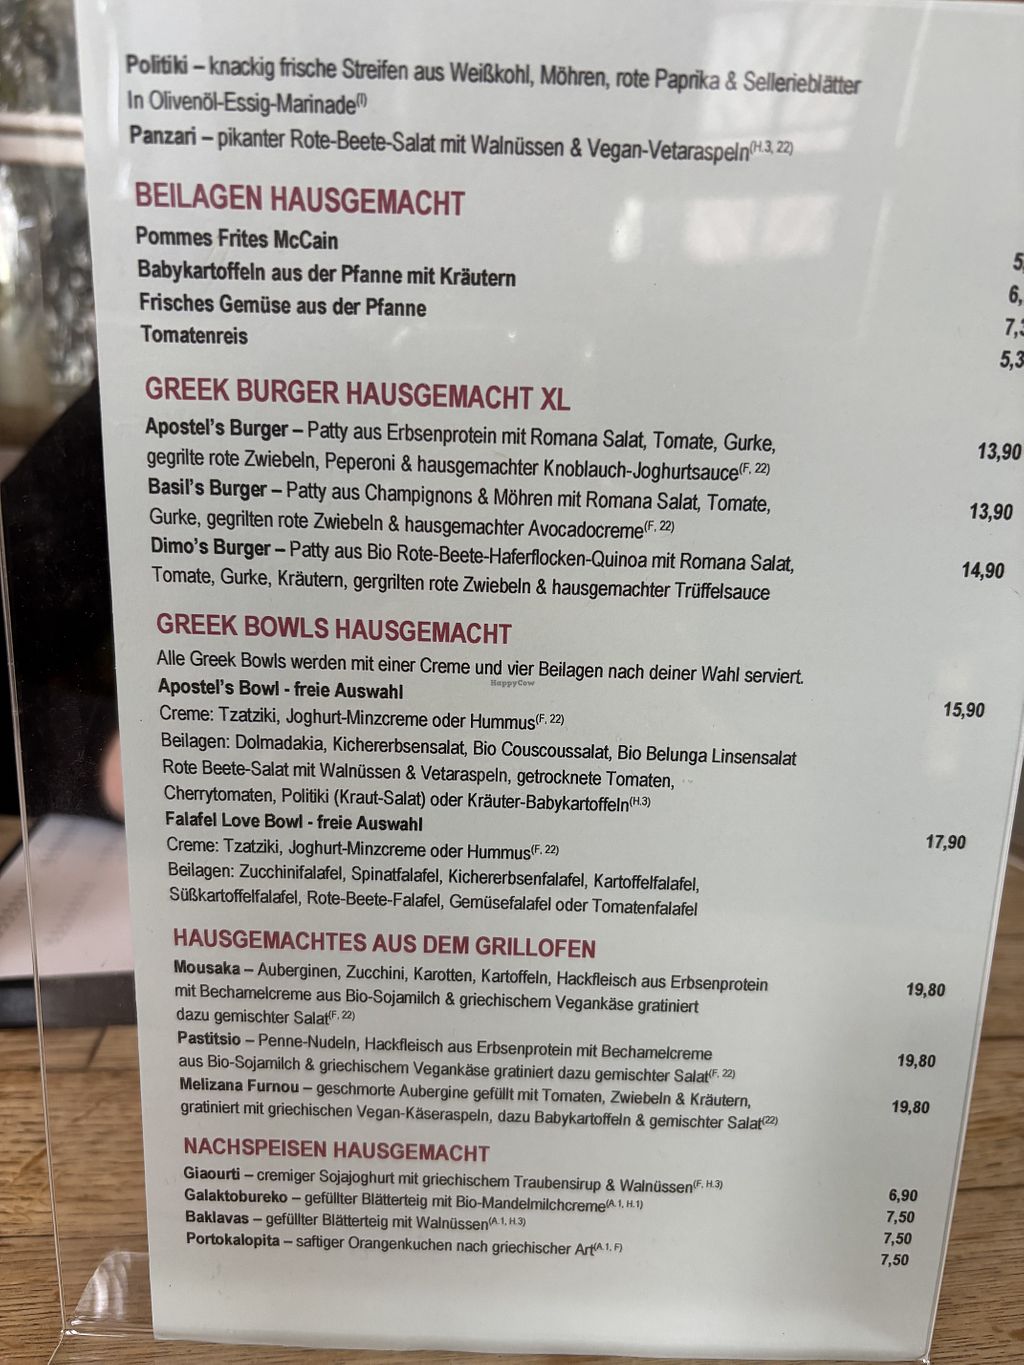 Politiki – knackig frische Streifen aus Weißkohl, Möhren, rote Paprika & Sellerieblätter
In Olivenöl-Essig-Marinade(I)
Panzari – pikanter Rote-Beete-Salat mit Walnüssen & Vegan-Vetaraspeln(H.3, 22)
BEILAGEN HAUSGEMACHT
Pommes Frites McCain 5,
Babykartoffeln aus der Pfanne mit Kräutern 6,
Frisches Gemüse aus der Pfanne 7,3
Tomatenreis 5,3
GREEK BURGER HAUSGEMACHT XL
Apostel's Burger – Patty aus Erbsenprotein mit Romana Salat, Tomate, Gurke, 13,90
gegrilte rote Zwiebeln, Peperoni & hausgemachter Knoblauch-Joghurtsauce(F, 22)
Basil's Burger – Patty aus Champignons & Möhren mit Romana Salat, Tomate, 13,90
Gurke, gegrilten rote Zwiebeln & hausgemachter Avocadocreme(F, 22)
Dimo's Burger – Patty aus Bio Rote-Beete-Haferflocken-Quinoa mit Romana Salat, 14,90
Tomate, Gurke, Kräutern, gergrilten rote Zwiebeln & hausgemachter Trüffelsauce
GREEK BOWLS HAUSGEMACHT
Alle Greek Bowls werden mit einer Creme und vier Beilagen nach deiner Wahl serviert.
HappyCow
Apostel's Bowl - freie Auswahl 15,90
Creme: Tzatziki, Joghurt-Minzcreme oder Hummus(F, 22)
Beilagen: Dolmadakia, Kichererbsensalat, Bio Couscoussalat, Bio Belunga Linsensalat
Rote Beete-Salat mit Walnüssen & Vetaraspeln, getrocknete Tomaten,
Cherrytomaten, Politiki (Kraut-Salat) oder Kräuter-Babykartoffeln(H.3)
Falafel Love Bowl - freie Auswahl 17,90
Creme: Tzatziki, Joghurt-Minzcreme oder Hummus(F, 22)
Beilagen: Zucchinifalafel, Spinatfalafel, Kichererbsenfalafel, Kartoffelfalafel,
Süßkartoffelfalafel, Rote-Beete-Falafel, Gemüsefalafel oder Tomatenfalafel
HAUSGEMACHTES AUS DEM GRILLOFEN
Mousaka – Auberginen, Zucchini, Karotten, Kartoffeln, Hackfleisch aus Erbsenprotein 19,80
mit Bechamelcreme aus Bio-Sojamilch & griechischem Vegankäse gratiniert
dazu gemischter Salat(F, 22)
Pastitsio – Penne-Nudeln, Hackfleisch aus Erbsenprotein mit Bechamelcreme 19,80
aus Bio-Sojamilch & griechischem Vegankäse gratiniert dazu gemischter Salat(F, 22)
Melizana Furnou – geschmorte Aubergine gefüllt mit Tomaten, Zwiebeln & Kräutern, 19,80
gratiniert mit griechischen Vegan-Käseraspeln, dazu Babykartoffeln & gemischter Salat(22)
NACHSPEISEN HAUSGEMACHT
Giaourti – cremiger Sojajoghurt mit griechischem Traubensirup & Walnüssen(F, H.3) 6,90
Galaktobureko – gefüllter Blätterteig mit Bio-Mandelmilchcreme(A.1, H.1) 7,50
Baklavas – gefüllter Blätterteig mit Walnüssen(A.1, H.3) 7,50
Portokalopita – saftiger Orangenkuchen nach griechischer Art(A.1, F) 7,50